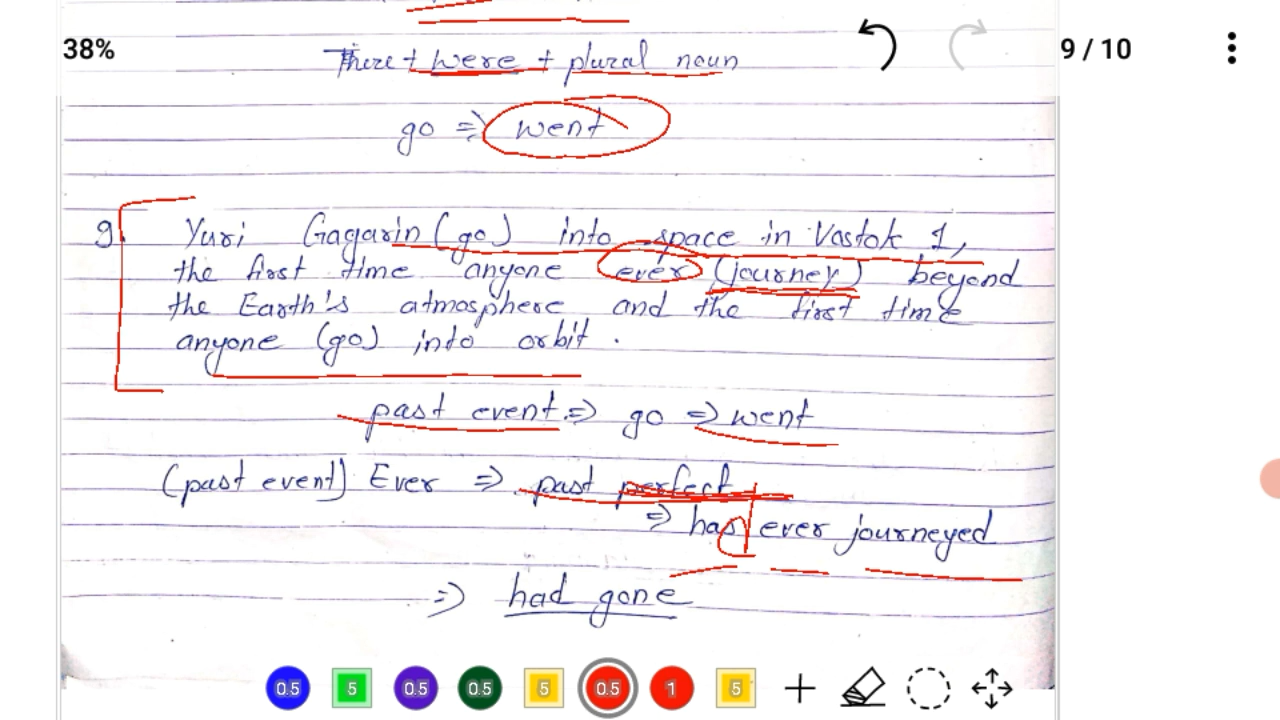 38%
There + were + plural noun
9 / 10
go ⇒ went
9. Yuri Gagarin (go) into space in Vostok 1,
the first time anyone ever (journey) beyond
the Earth's atmosphere and the first time
anyone (go) into orbit.
past event ⇒ go ⇒ went
(past event) Ever ⇒ past perfect
⇒ had ever journeyed
⇒ had gone
0.5 5 0.5 0.5 5 0.5 1 5